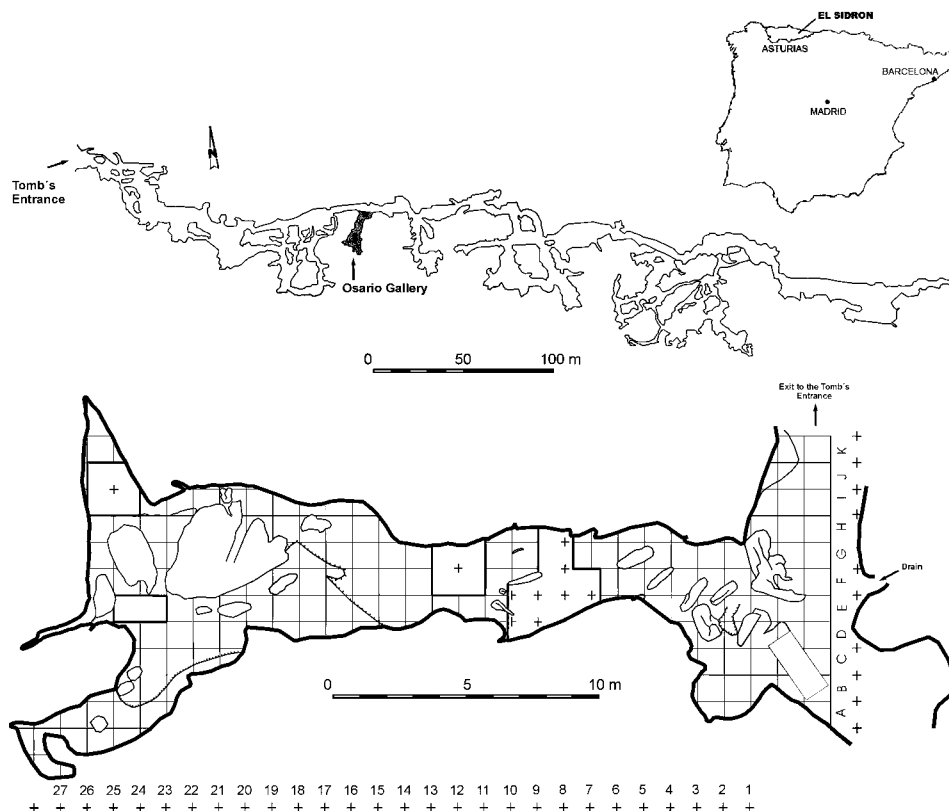 EL SIDRON
ASTURIAS
BARCELONA
MADRID
N
Tomb´s
Entrance
Osario Gallery
0 50 100 m
Exit to the Tomb´s
Entrance
K
J
I
H
G
F
E
D
C
B
A
Drain
0 5 10 m
27 26 25 24 23 22 21 20 19 18 17 16 15 14 13 12 11 10 9 8 7 6 5 4 3 2 1